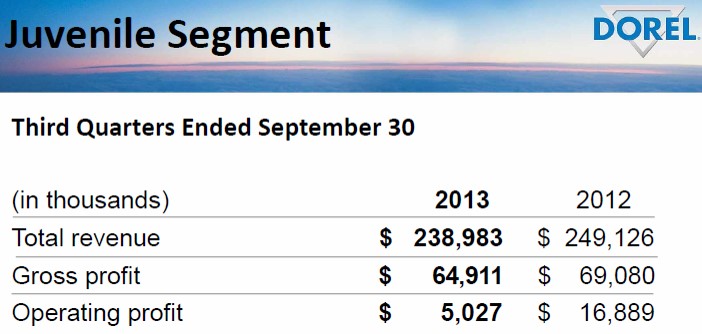 Juvenile Segment
DOREL
Third Quarters Ended September 30
(in thousands) 2013 2012
Total revenue $ 238,983 $ 249,126
Gross profit $ 64,911 $ 69,080
Operating profit $ 5,027 $ 16,889